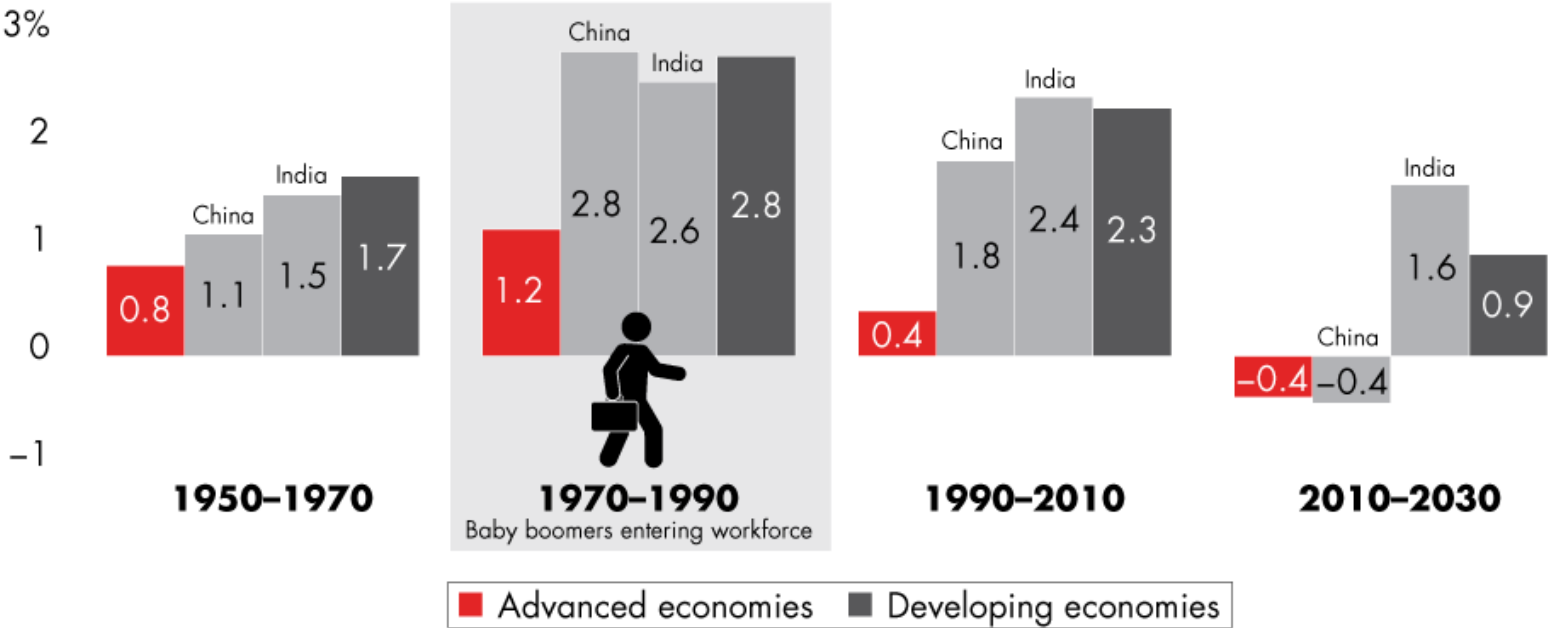 3%
2
1
0
–1
0.8
China
1.1
India
1.5
1.7
1950–1970
1.2
China
2.8
India
2.6
2.8
1970–1990
Baby boomers entering workforce
0.4
China
1.8
India
2.4
2.3
1990–2010
–0.4
China
–0.4
India
1.6
0.9
2010–2030
Advanced economies
Developing economies